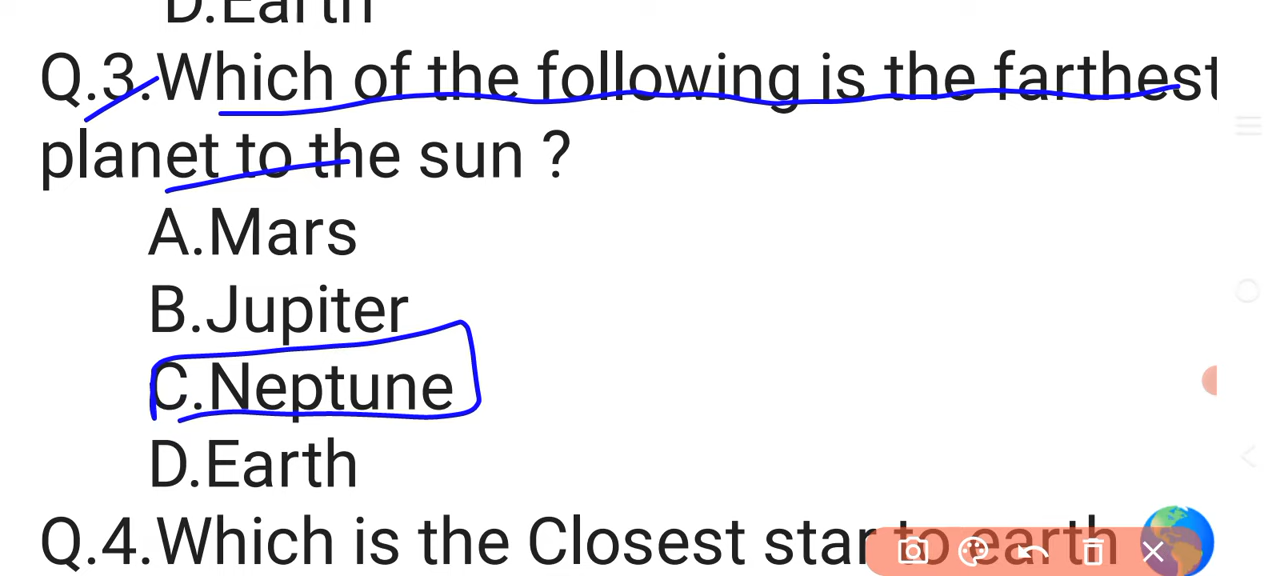 D.Earth
Q.3.Which of the following is the farthest
planet to the sun ?
A.Mars
B.Jupiter
C.Neptune
D.Earth
Q.4.Which is the Closest star to earth